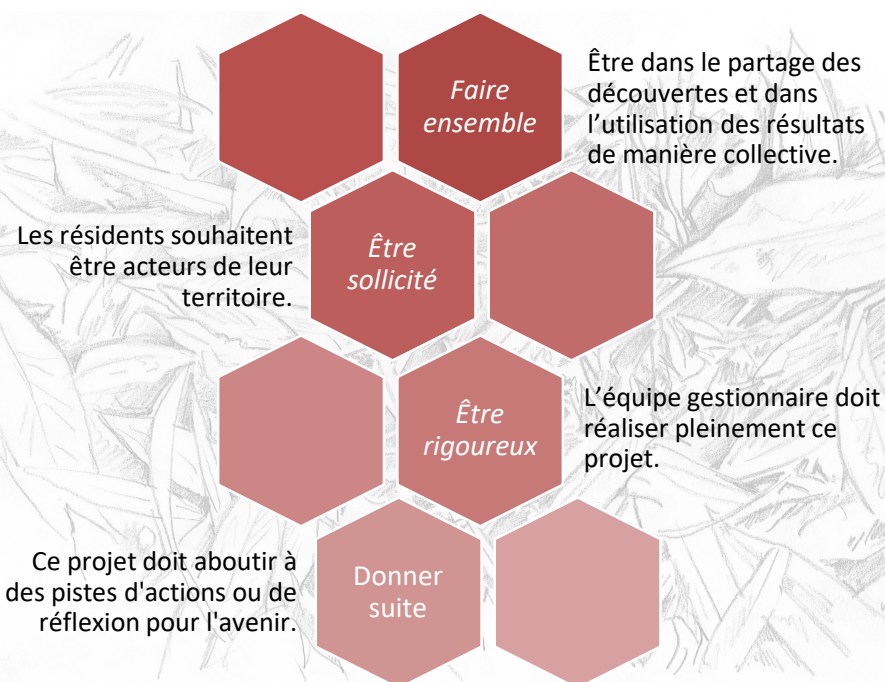 Faire
ensemble
Être dans le partage des
découvertes et dans
l’utilisation des résultats
de manière collective.
Les résidents souhaitent
être acteurs de leur
territoire.
Être
sollicité
Être
rigoureux
L’équipe gestionnaire doit
réaliser pleinement ce
projet.
Ce projet doit aboutir à
des pistes d'actions ou de
réflexion pour l'avenir.
Donner
suite